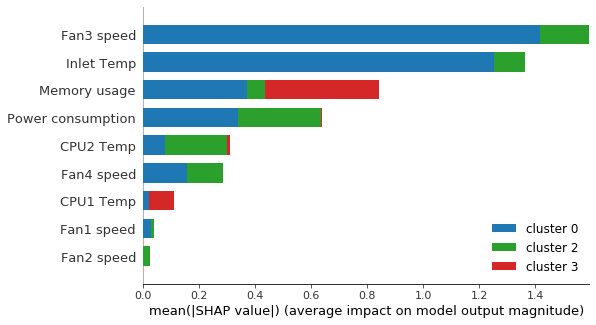 Fan3 speed
Inlet Temp
Memory usage
Power consumption
CPU2 Temp
Fan4 speed
CPU1 Temp
Fan1 speed
Fan2 speed
cluster 0
cluster 2
cluster 3
0.0 0.2 0.4 0.6 0.8 1.0 1.2 1.4
mean(|SHAP value|) (average impact on model output magnitude)